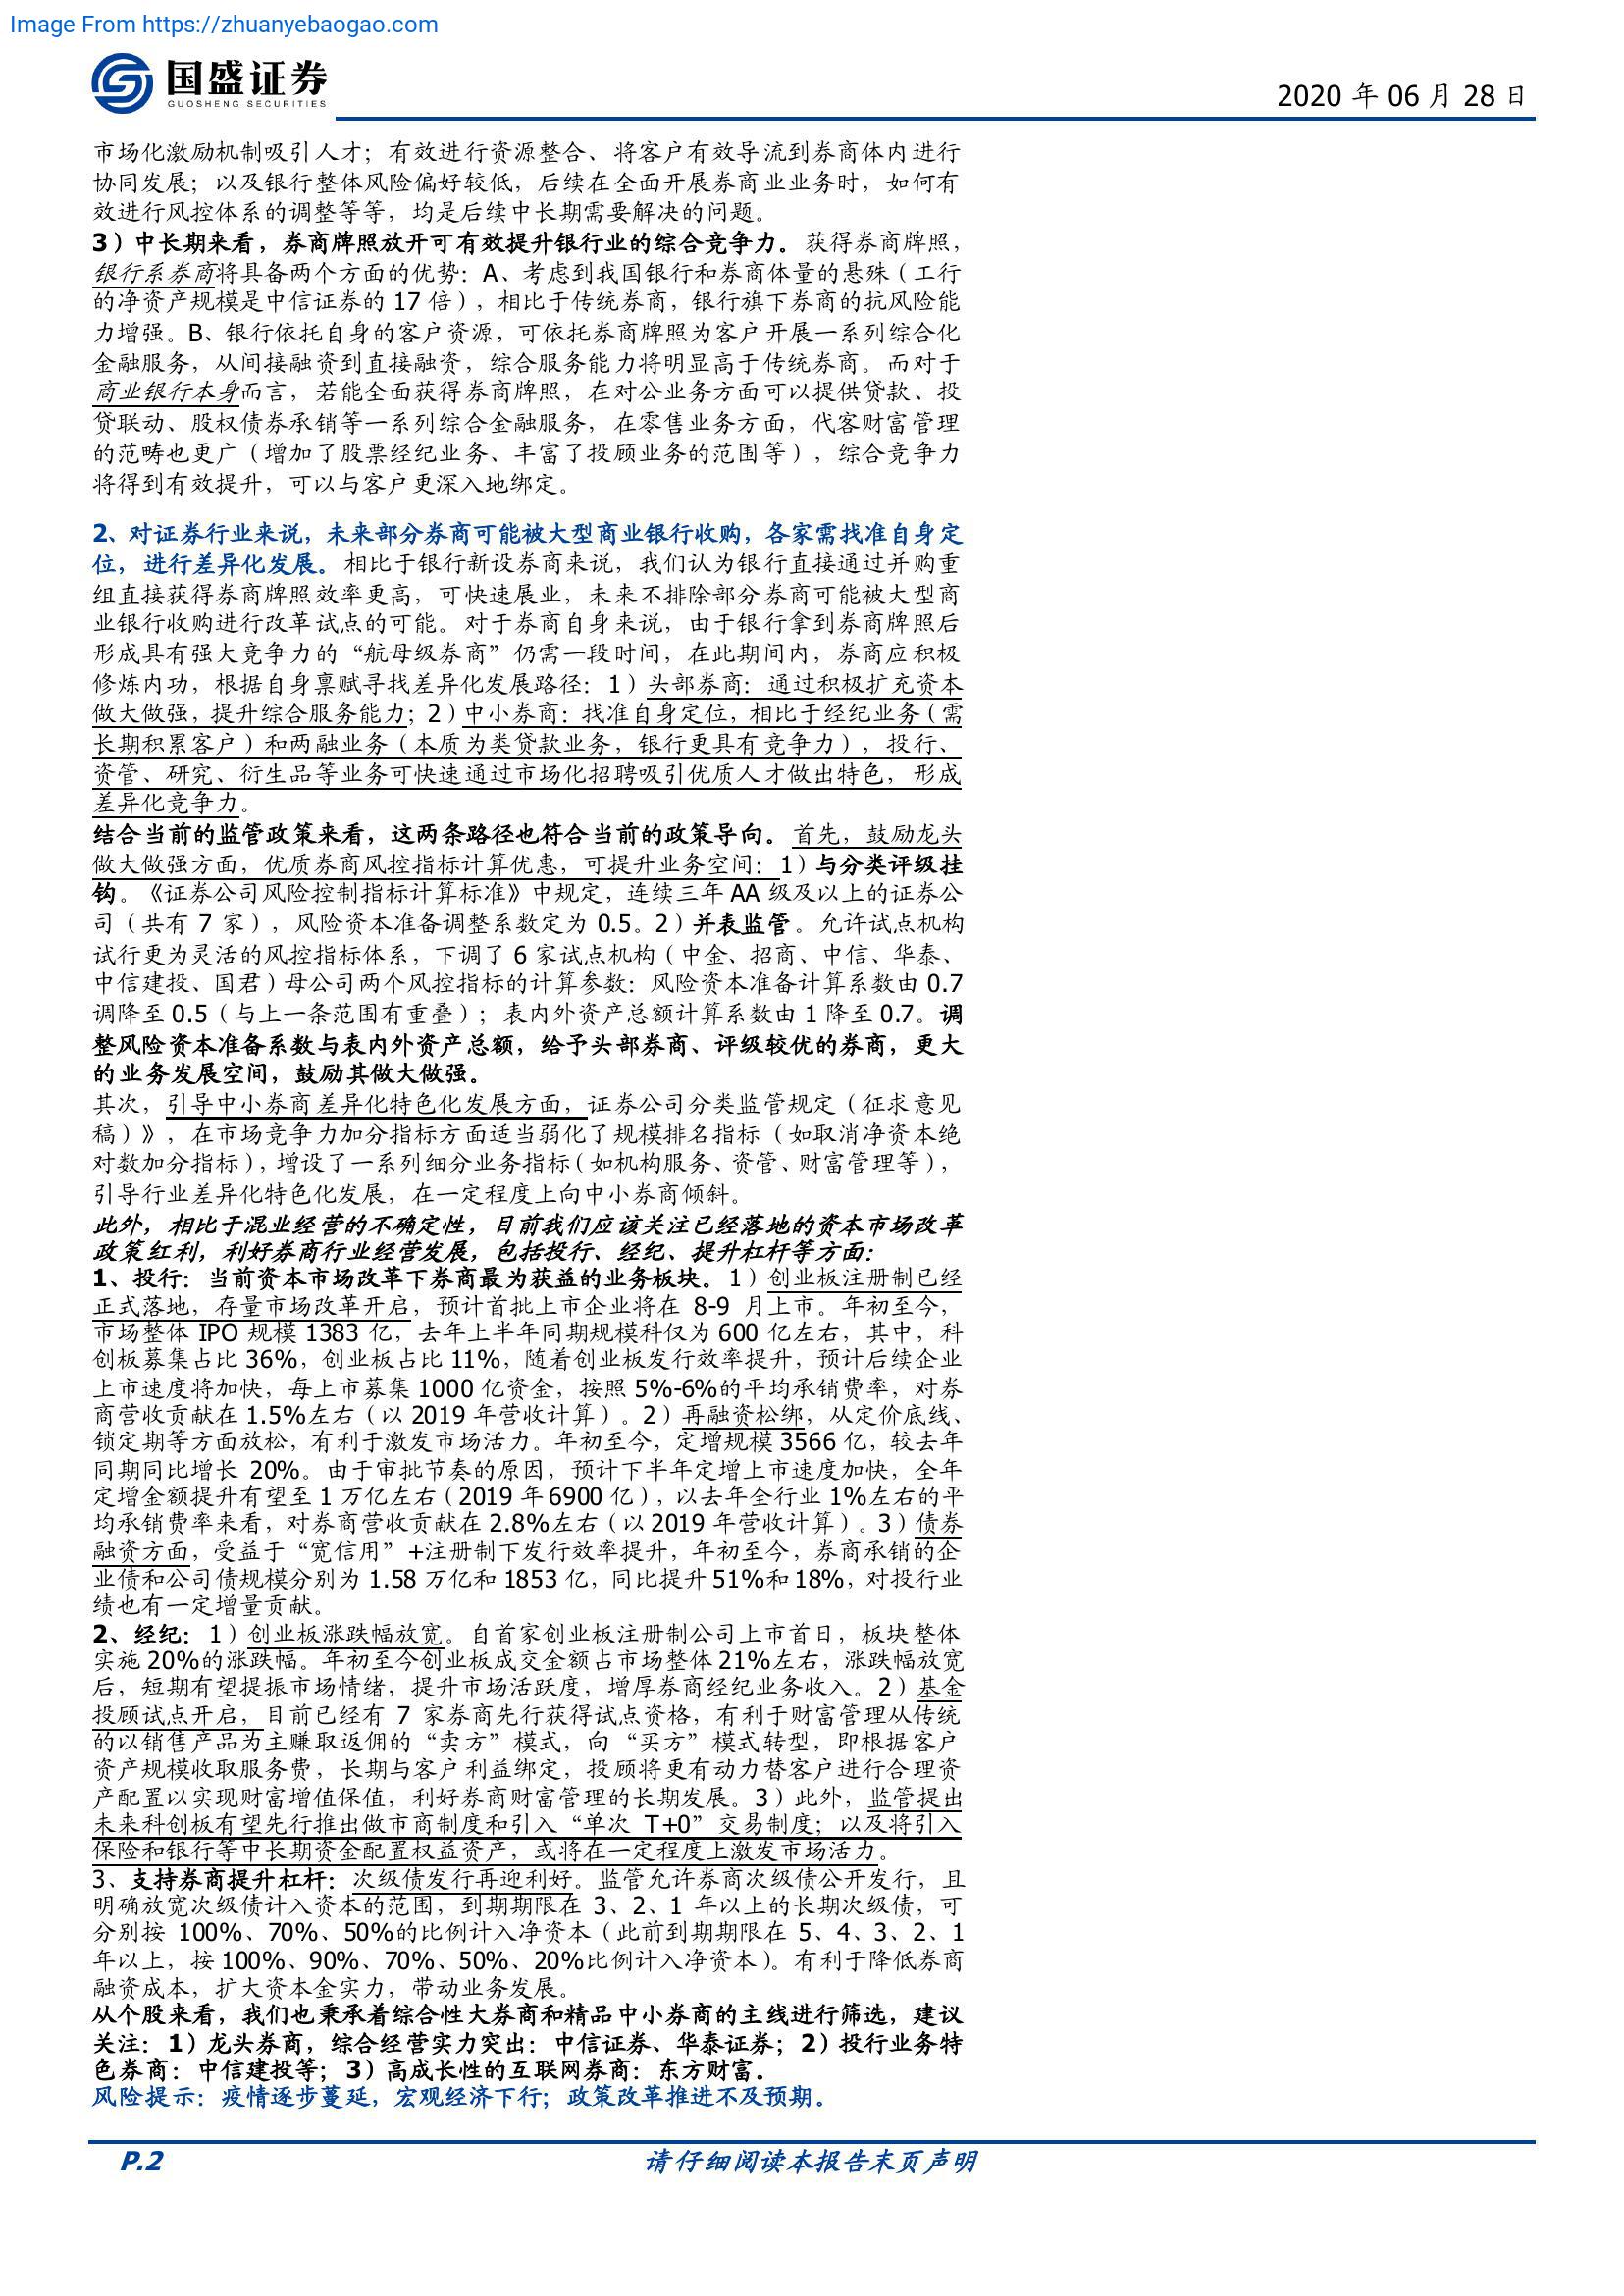 Image From https://zhuanyebaogao.com
国盛证券
GUOSHENG SECURITIES
2020 年 06 月 28 日
市场化激励机制吸引人才；有效进行资源整合、将客户有效导流到券商体内进行
协同发展；以及银行整体风险偏好较低，后续在全面开展券商业业务时，如何有
效进行风控体系的调整等等，均是后续中长期需要解决的问题。
3）中长期来看，券商牌照放开可有效提升银行业的综合竞争力。获得券商牌照，
银行系券商将具备两个方面的优势：A、考虑到我国银行和券商体量的悬殊（工行
的净资产规模是中信证券的 17 倍），相比于传统券商，银行旗下券商的抗风险能
力增强。B、银行依托自身的客户资源，可依托券商牌照为客户开展一系列综合化
金融服务，从间接融资到直接融资，综合服务能力将明显高于传统券商。而对于
商业银行本身而言，若能全面获得券商牌照，在对公业务方面可以提供贷款、投
贷联动、股权债券承销等一系列综合金融服务，在零售业务方面，代客财富管理
的范畴也更广（增加了股票经纪业务、丰富了投顾业务的范围等），综合竞争力
将得到有效提升，可以与客户更深入地绑定。
2、对证券行业来说，未来部分券商可能被大型商业银行收购，各家需找准自身定
位，进行差异化发展。相比于银行新设券商来说，我们认为银行直接通过并购重
组直接获得券商牌照效率更高，可快速展业，未来不排除部分券商可能被大型商
业银行收购进行改革试点的可能。对于券商自身来说，由于银行拿到券商牌照后
形成具有强大竞争力的“航母级券商”仍需一段时间，在此期间内，券商应积极
修炼内功，根据自身禀赋寻找差异化发展路径：1）头部券商：通过积极扩充资本
做大做强，提升综合服务能力；2）中小券商：找准自身定位，相比于经纪业务（需
长期积累客户）和两融业务（本质为类贷款业务，银行更具有竞争力），投行、
资管、研究、衍生品等业务可快速通过市场化招聘吸引优质人才做出特色，形成
差异化竞争力。
结合当前的监管政策来看，这两条路径也符合当前的政策导向。首先，鼓励龙头
做大做强方面，优质券商风控指标计算优惠，可提升业务空间：1）与分类评级挂
钩。《证券公司风险控制指标计算标准》中规定，连续三年 AA 级及以上的证券公
司（共有 7 家），风险资本准备调整系数定为 0.5。2）并表监管。允许试点机构
试行更为灵活的风控指标体系，下调了 6 家试点机构（中金、招商、中信、华泰、
中信建投、国君）母公司两个风控指标的计算参数：风险资本准备计算系数由 0.7
调降至 0.5（与上一条范围有重叠）；表内外资产总额计算系数由 1 降至 0.7。调
整风险资本准备系数与表内外资产总额，给予头部券商、评级较优的券商，更大
的业务发展空间，鼓励其做大做强。
其次，引导中小券商差异化特色化发展方面，证券公司分类监管规定（征求意见
稿）》，在市场竞争力加分指标方面适当弱化了规模排名指标（如取消净资本绝
对数加分指标），增设了一系列细分业务指标（如机构服务、资管、财富管理等），
引导行业差异化特色化发展，在一定程度上向中小券商倾斜。
此外，相比于混业经营的不确定性，目前我们应该关注已经落地的资本市场改革
政策红利，利好券商行业经营发展，包括投行、经纪、提升杠杆等方面：
1、投行：当前资本市场改革下券商最为获益的业务板块。1）创业板注册制已经
正式落地，存量市场改革开启，预计首批上市企业将在 8-9 月上市。年初至今，
市场整体 IPO 规模 1383 亿，去年上半年同期规模科仅为 600 亿左右，其中，科
创板募集占比 36%，创业板占比 11%，随着创业板发行效率提升，预计后续企业
上市速度将加快，每上市募集 1000 亿资金，按照 5%-6%的平均承销费率，对券
商营收贡献在 1.5%左右（以 2019 年营收计算）。2）再融资松绑，从定价底线、
锁定期等方面放松，有利于激发市场活力。年初至今，定增规模 3566 亿，较去年
同期同比增长 20%。由于审批节奏的原因，预计下半年定增上市速度加快，全年
定增金额提升有望至 1 万亿左右（2019 年 6900 亿），以去年全行业 1%左右的平
均承销费率来看，对券商营收贡献在 2.8%左右（以 2019 年营收计算）。3）债券
融资方面，受益于“宽信用”+注册制下发行效率提升，年初至今，券商承销的企
业债和公司债规模分别为 1.58 万亿和 1853 亿，同比提升 51%和 18%，对投行业
绩也有一定增量贡献。
2、经纪：1）创业板涨跌幅放宽。自首家创业板注册制公司上市首日，板块整体
实施 20%的涨跌幅。年初至今创业板成交金额占市场整体 21%左右，涨跌幅放宽
后，短期有望提振市场情绪，提升市场活跃度，增厚券商经纪业务收入。2）基金
投顾试点开启，目前已经有 7 家券商先行获得试点资格，有利于财富管理从传统
的以销售产品为主赚取返佣的“卖方”模式，向“买方”模式转型，即根据客户
资产规模收取服务费，长期与客户利益绑定，投顾将更有动力替客户进行合理资
产配置以实现财富增值保值，利好券商财富管理的长期发展。3）此外，监管提出
未来科创板有望先行推出做市商制度和引入“单次 T+0”交易制度；以及将引入
保险和银行等中长期资金配置权益资产，或将在一定程度上激发市场活力。
3、支持券商提升杠杆：次级债发行再迎利好。监管允许券商次级债公开发行，且
明确放宽次级债计入资本的范围，到期期限在 3、2、1 年以上的长期次级债，可
分别按 100%、70%、50%的比例计入净资本（此前到期期限在 5、4、3、2、1
年以上，按 100%、90%、70%、50%、20%比例计入净资本）。有利于降低券商
融资成本，扩大资本金实力，带动业务发展。
从个股来看，我们也秉承着综合性大券商和精品中小券商的主线进行筛选，建议
关注：1）龙头券商，综合经营实力突出：中信证券、华泰证券；2）投行业务特
色券商：中信建投等；3）高成长性的互联网券商：东方财富。
风险提示：疫情逐步蔓延，宏观经济下行；政策改革推进不及预期。
P.2
请仔细阅读本报告末页声明